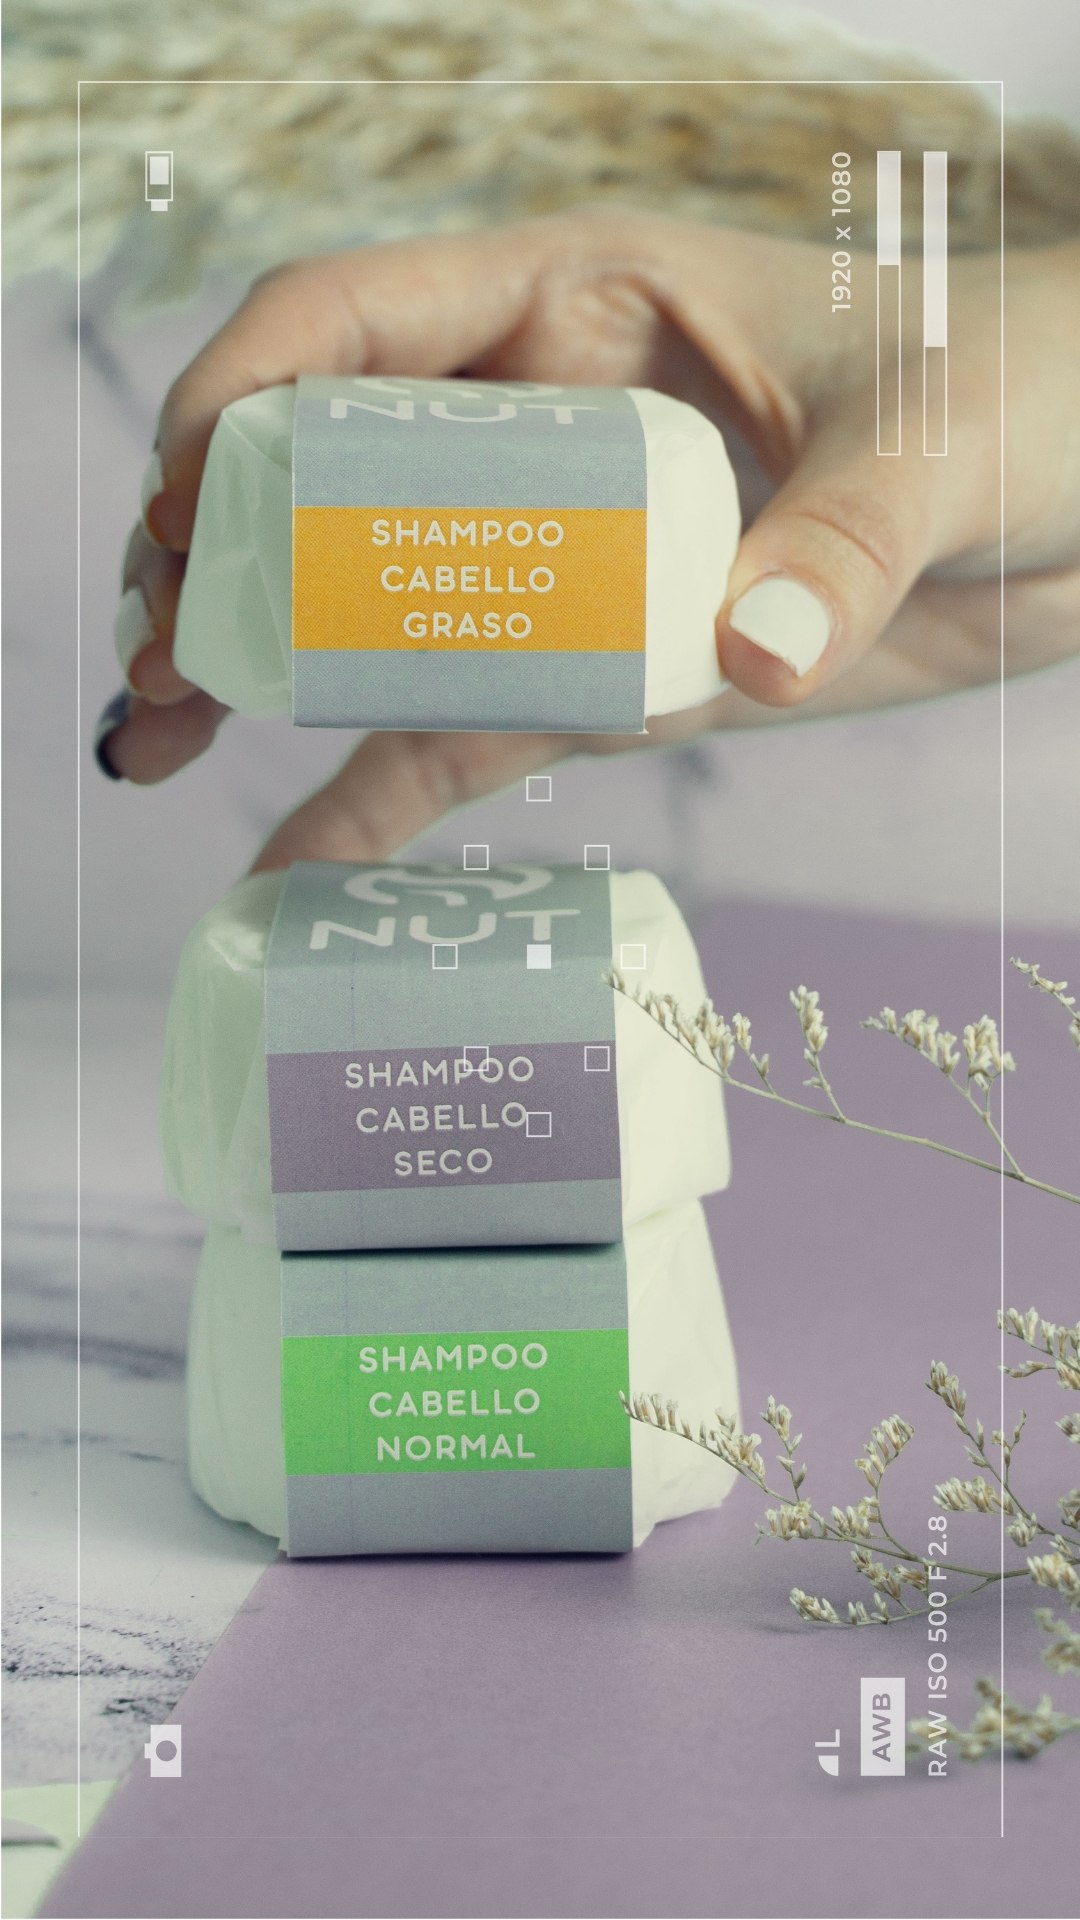 1920 x 1080
NUT
SHAMPOO
CABELLO
GRASO
NUT
SHAMPOO
CABELLO
SECO
SHAMPOO
CABELLO
NORMAL
L
AWB
RAW ISO 500 F 2.8